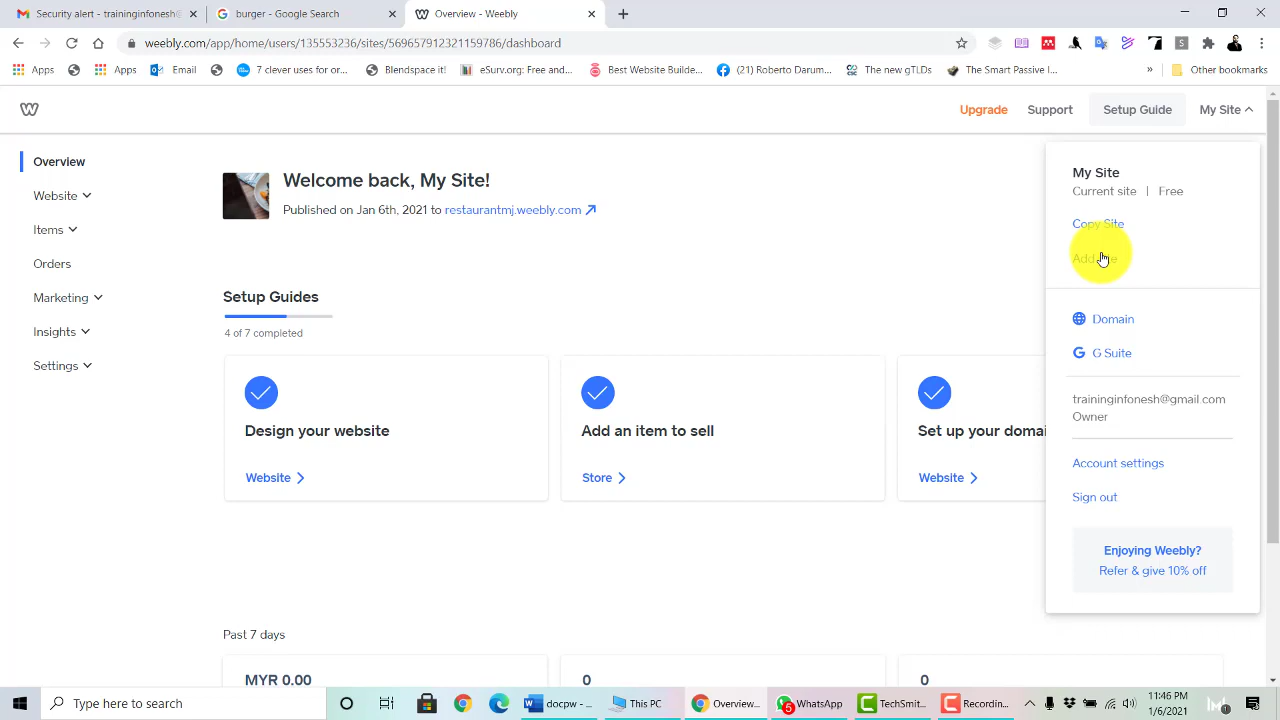 Security alert - traininginfonesh@
burger - Google Search
Overview - Weebly
weebly.com/app/home/users/135553236/sites/569657912321159786/dashboard
Apps
Apps
Email
7 clever uses for or...
Blendspace it!
eSurv.org: Free and...
Best Website Builde...
(21) Roberto Darum...
The new gTLDs
The Smart Passive I...
»
Other bookmarks
Upgrade
Support
Setup Guide
My Site
Overview
Website
Items
Orders
Marketing
Insights
Settings
Welcome back, My Site!
Published on Jan 6th, 2021 to restaurantmj.weebly.com
Setup Guides
4 of 7 completed
Design your website
Website
Add an item to sell
Store
Set up your domai
Website
Past 7 days
MYR 0.00
0
0
My Site
Current site | Free
Copy Site
Domain
G Suite
traininginfonesh@gmail.com
Owner
Account settings
Sign out
Enjoying Weebly?
Refer & give 10% off
Type here to search
docpw - ...
This PC
Overview...
5
WhatsApp
TechSmit...
Recordin...
11:46 PM
1/6/2021